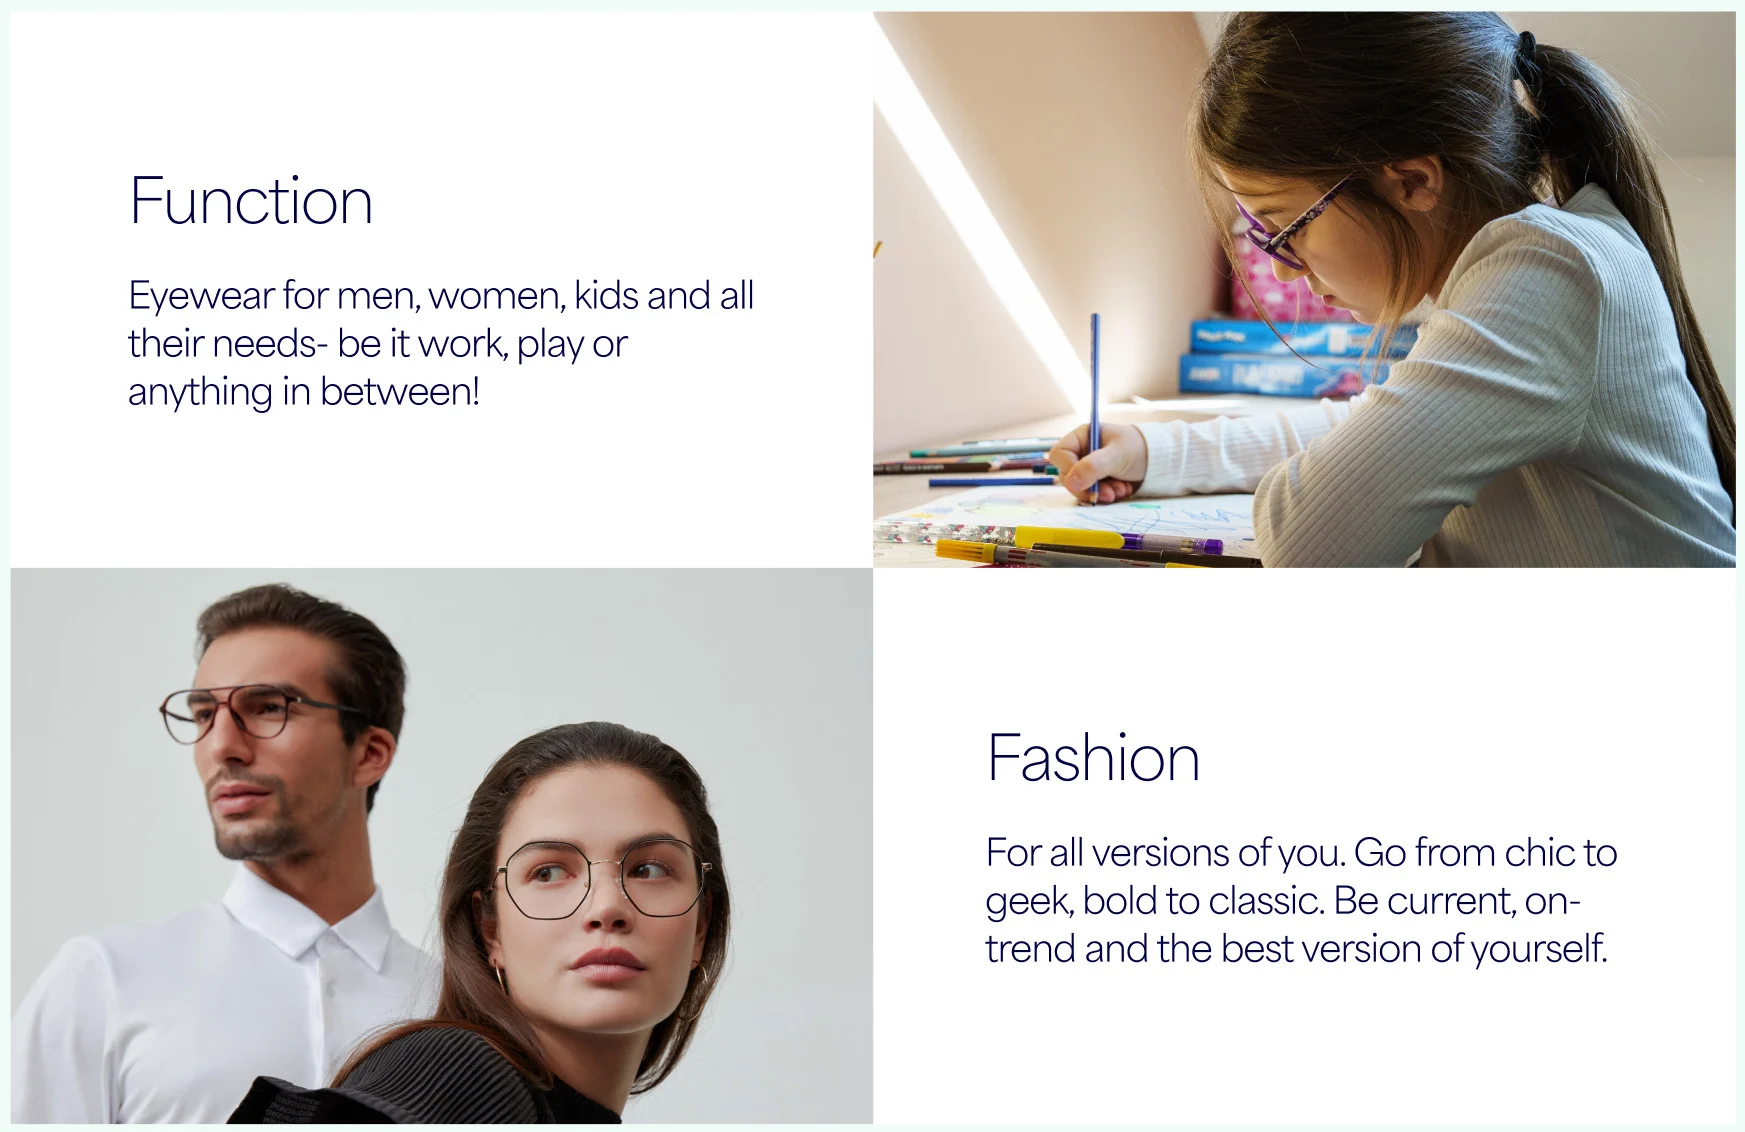 Function
Eyewear for men, women, kids and all
their needs- be it work, play or
anything in between!
Fashion
For all versions of you. Go from chic to
geek, bold to classic. Be current, on-
trend and the best version of yourself.